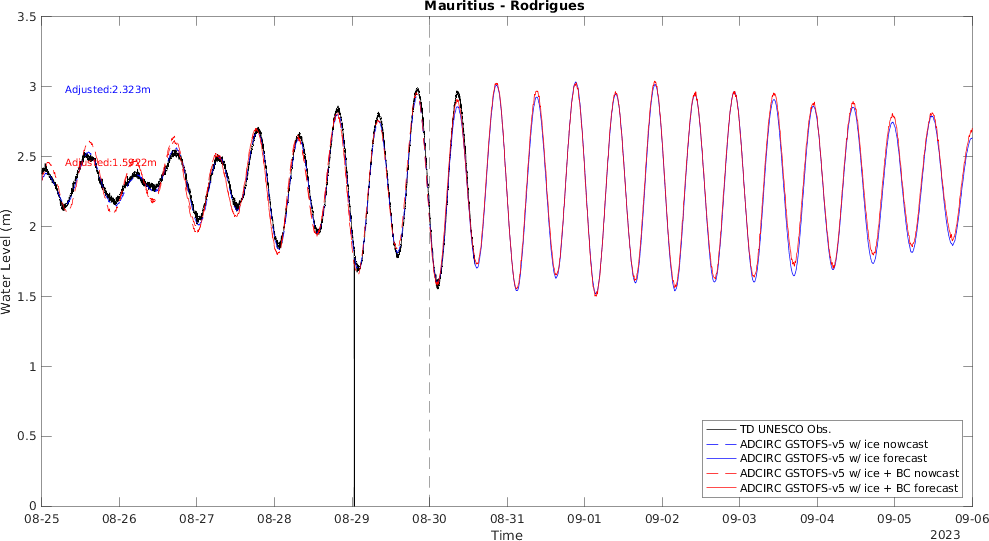 Mauritius - Rodrigues
3.5
3
2.5
2
1.5
1
0.5
0
Water Level (m)
Adjusted:2.323m
Adjusted:1.5922m
TD UNESCO Obs.
ADCIRC GSTOFS-v5 w/ ice nowcast
ADCIRC GSTOFS-v5 w/ ice forecast
ADCIRC GSTOFS-v5 w/ ice + BC nowcast
ADCIRC GSTOFS-v5 w/ ice + BC forecast
08-25 08-26 08-27 08-28 08-29 08-30 08-31 09-01 09-02 09-03 09-04 09-05 09-06
Time
2023